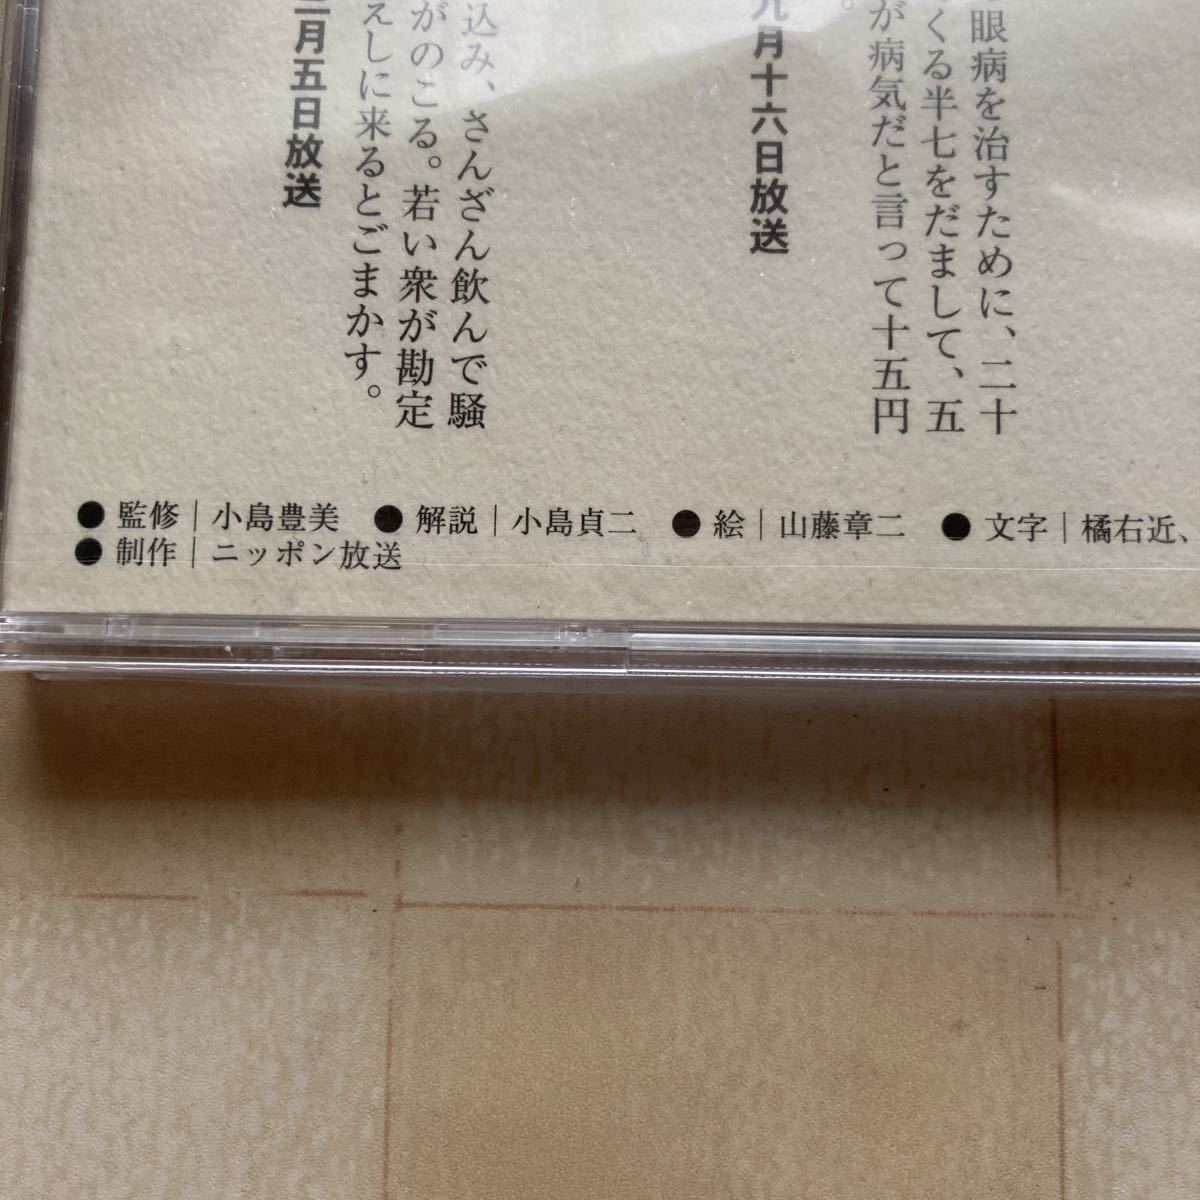 眼病を治すために、二十
くる半七をだまして、五
が病気だと言って十五円
。
九月十六日放送
込み、さんざん飲んで騒
がのこる。若い衆が勘定
えしに来るとごまかす。
二月五日放送
● 監修｜小島豊美 ● 解説｜小島貞二 ● 絵｜山藤章二 ● 文字｜橘右近、
● 制作｜ニッポン放送